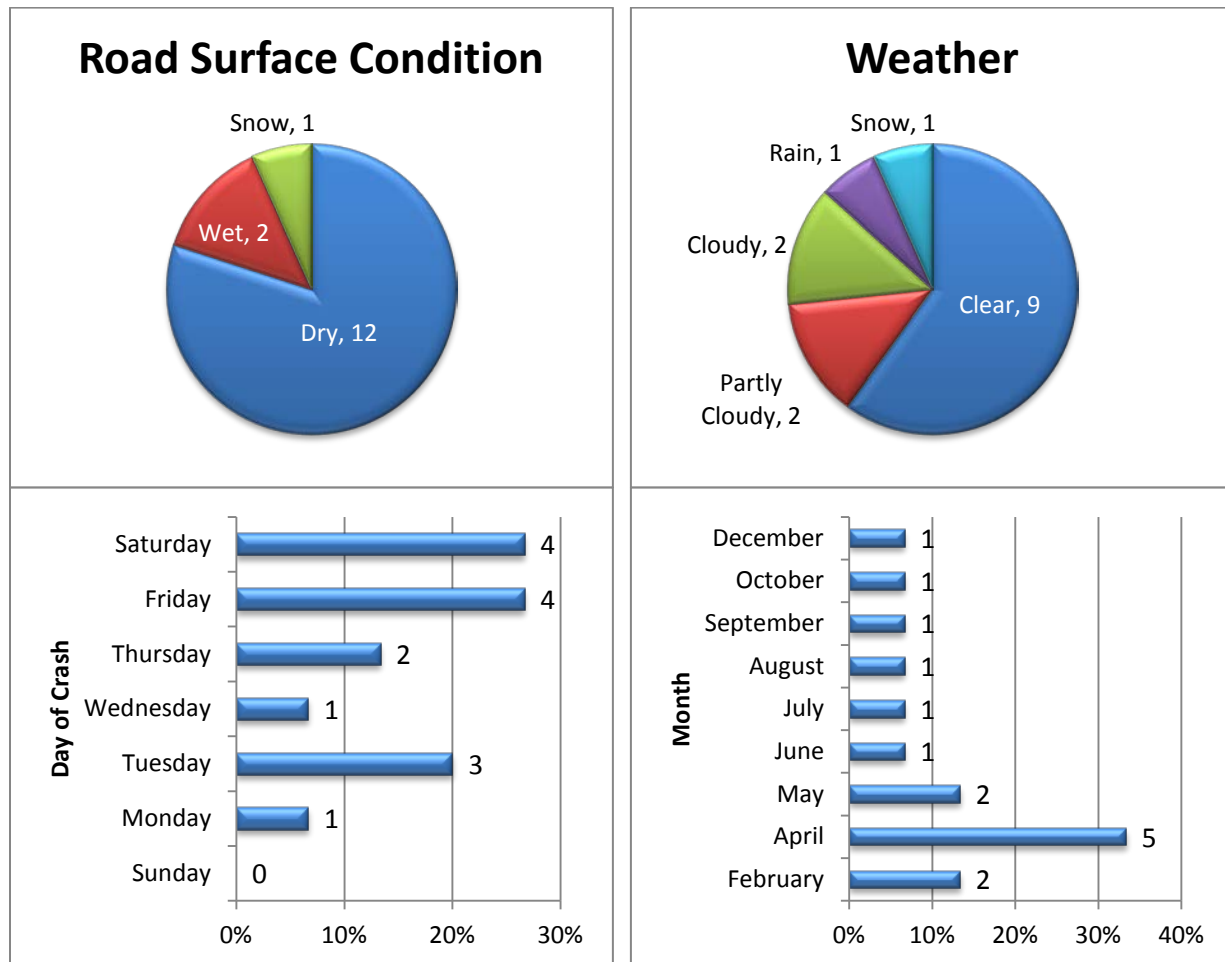 Road Surface Condition
Snow, 1
Wet, 2
Dry, 12
Weather
Snow, 1
Rain, 1
Cloudy, 2
Clear, 9
Partly
Cloudy, 2
Day of Crash
Saturday 4
Friday 4
Thursday 2
Wednesday 1
Tuesday 3
Monday 1
Sunday 0
0% 10% 20% 30%
Month
December 1
October 1
September 1
August 1
July 1
June 1
May 2
April 5
February 2
0% 10% 20% 30% 40%